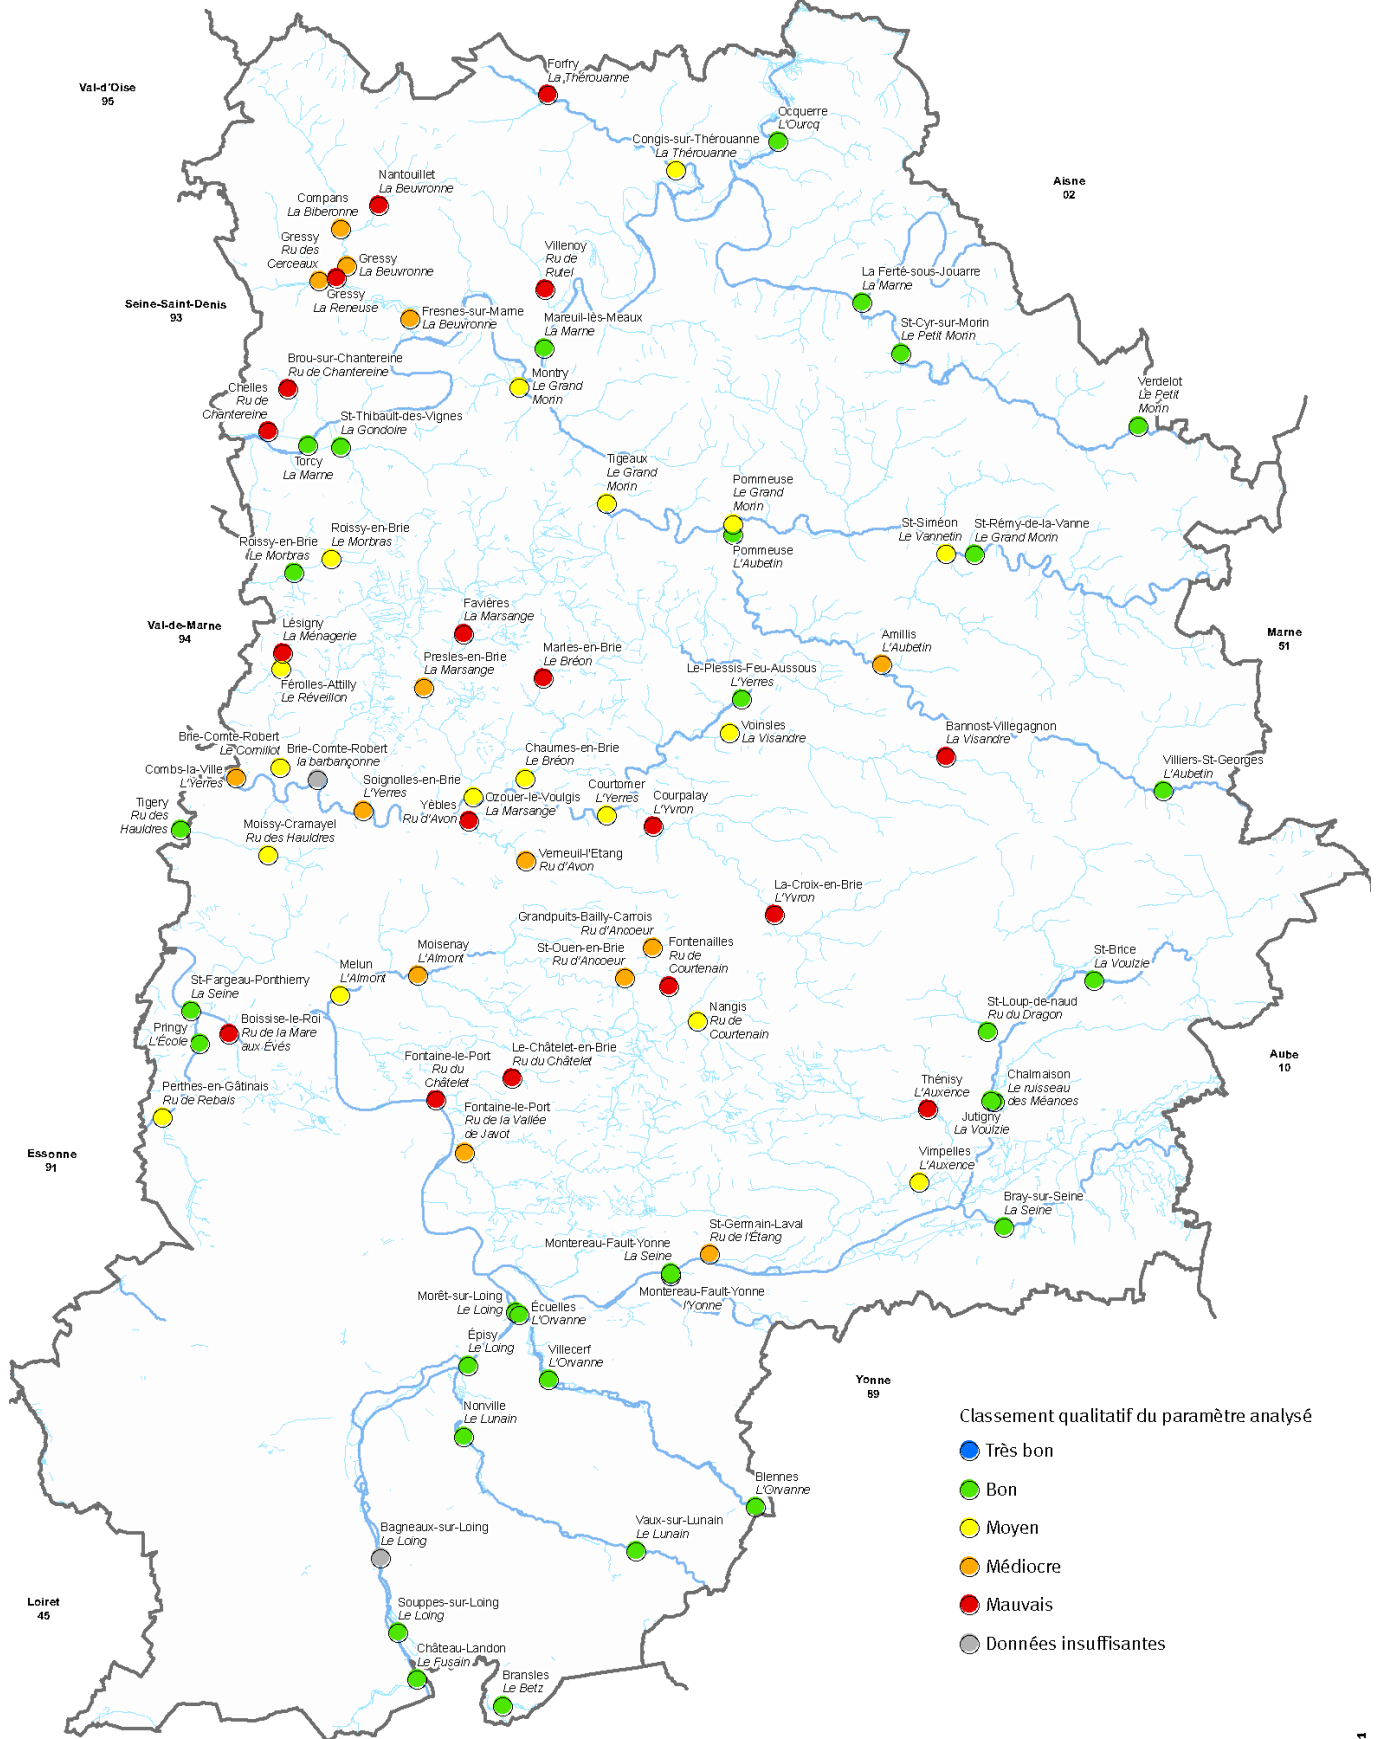 Forfry
La Thérouanne
Val-d'Oise
95
Ocquerre
L'Ourcq
Congis-sur-Thérouanne
La Thérouanne
Nantouillet
La Beuvronne
Aisne
02
Compans
La Biberonne
Gressy
Ru des
Cerceaux
Gressy
La Beuvronne
Villenoy
Ru de
Rutel
Gressy
La Reneuse
La Ferté-sous-Jouarre
La Marne
Seine-Saint-Denis
93
Fresnes-sur-Marne
La Beuvronne
Mareuil-lès-Meaux
La Marne
St-Cyr-sur-Morin
Le Petit Morin
Brou-sur-Chantereine
Ru de Chantereine
Montry
Le Grand
Morin
Verdelot
Le Petit
Morin
Chelles
Ru de
Chantereine
St-Thibault-des-Vignes
La Gondoire
Torcy
La Marne
Tigeaux
Le Grand
Morin
Pommeuse
Le Grand
Morin
Roissy-en-Brie
Le Morbras
Roissy-en-Brie
Le Morbras
Pommeuse
L'Aubetin
St-Siméon
Le Vannetin
St-Rémy-de-la-Vanne
Le Grand Morin
Favières
La Marsange
Val-de-Marne
94
Lésigny
La Ménagerie
Marne
51
Presles-en-Brie
La Marsange
Marles-en-Brie
Le Bréon
Amillis
L'Aubetin
Férolles-Attilly
Le Réveillon
Le-Plessis-Feu-Aussous
L'Yerres
Voinsles
La Visandre
Bannost-Villegagnon
La Visandre
Brie-Comte-Robert
Le Cornillot
Brie-Comte-Robert
la barbançonne
Chaumes-en-Brie
Le Bréon
Villiers-St-Georges
L'Aubetin
Combs-la-Ville
L'Yerres
Soignolles-en-Brie
L'Yerres
Courtomer
L'Yerres
Courpalay
L'Yvron
Ozouer-le-Voulgis
La Marsange
Yèbles
Ru d'Avon
Tigery
Ru des
Hauldres
Moissy-Cramayel
Ru des Hauldres
Verneuil-l'Etang
Ru d'Avon
La-Croix-en-Brie
L'Yvron
Grandpuits-Bailly-Carrois
Ru d'Ancoeur
Moisenay
L'Almont
St-Ouen-en-Brie
Ru d'Ancoeur
Fontenailles
Ru de
Courtenain
St-Brice
La Voulzie
Melun
L'Almont
St-Fargeau-Ponthierry
La Seine
Nangis
Ru de
Courtenain
St-Loup-de-naud
Ru du Dragon
Boissise-le-Roi
Ru de la Mare
aux Évés
Pringy
L'École
Le-Châtelet-en-Brie
Ru du Châtelet
Fontaine-le-Port
Ru du
Châtelet
Aube
10
Chalmaison
Le ruisseau
des Méances
Thénisy
L'Auxence
Perthes-en-Gâtinais
Ru de Rebais
Fontaine-le-Port
Ru de la Vallée
de Javot
Jutigny
La Voulzie
Essonne
91
Vimpelles
L'Auxence
Bray-sur-Seine
La Seine
St-Germain-Laval
Ru de l'Étang
Montereau-Fault-Yonne
La Seine
Montereau-Fault-Yonne
l'Yonne
Morêt-sur-Loing
Le Loing
Écuelles
L'Orvanne
Épisy
Le Loing
Villecerf
L'Orvanne
Yonne
89
Nonville
Le Lunain
Classement qualitatif du paramètre analysé
Très bon
Bon
Moyen
Médiocre
Mauvais
Données insuffisantes
Blennes
L'Orvanne
Bagneaux-sur-Loing
Le Loing
Vaux-sur-Lunain
Le Lunain
Loiret
45
Souppes-sur-Loing
Le Loing
Château-Landon
Le Fusain
Bransles
Le Betz
1